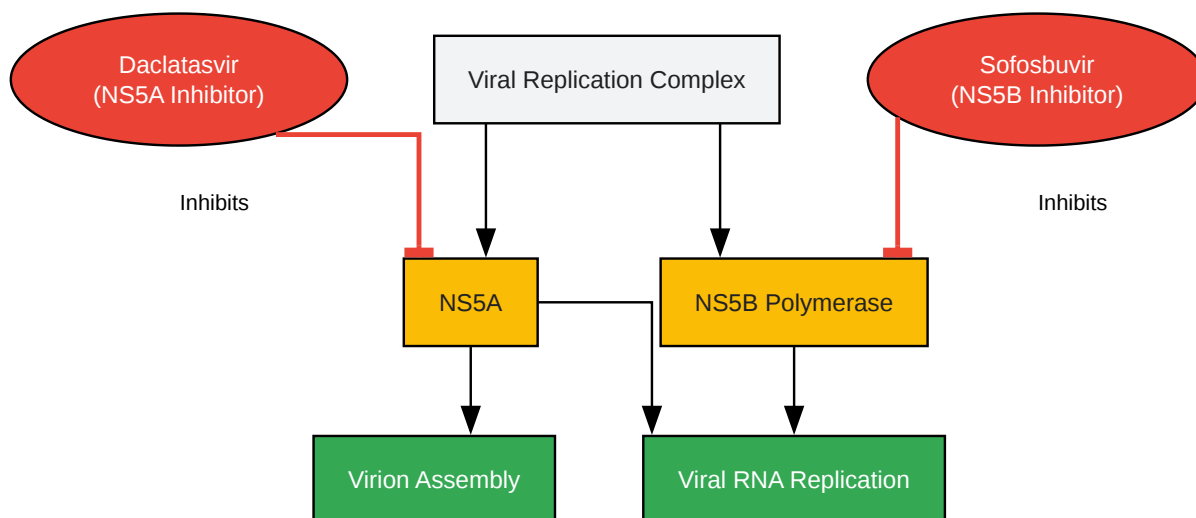 Daclatasvir
(NS5A Inhibitor)
Viral Replication Complex
Sofosbuvir
(NS5B Inhibitor)
Inhibits
Inhibits
NS5A
NS5B Polymerase
Virion Assembly
Viral RNA Replication